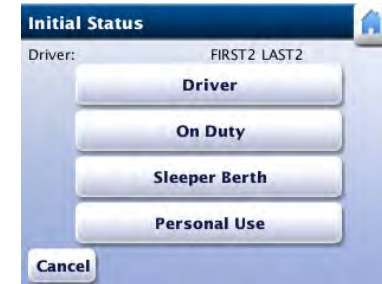 Initial Status
Driver: FIRST2 LAST2
Driver
On Duty
Sleeper Berth
Personal Use
Cancel